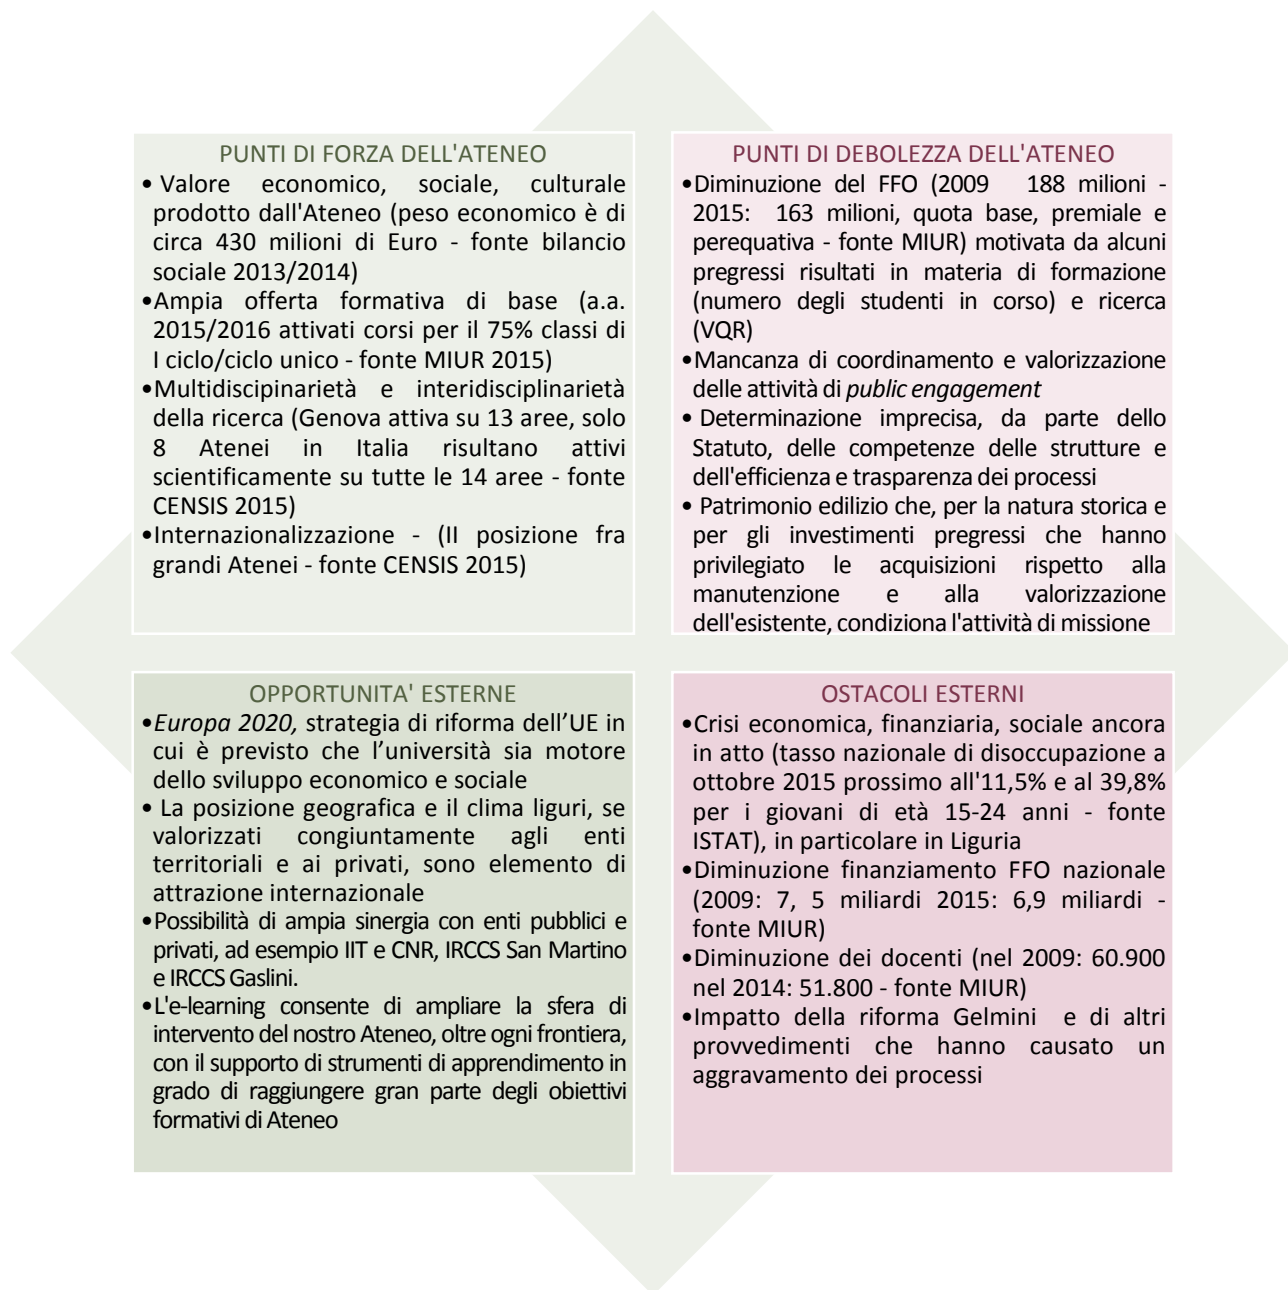 PUNTI DI FORZA DELL'ATENEO
• Valore economico, sociale, culturale
prodotto dall'Ateneo (peso economico è di
circa 430 milioni di Euro - fonte bilancio
sociale 2013/2014)
•Ampia offerta formativa di base (a.a.
2015/2016 attivati corsi per il 75% classi di
I ciclo/ciclo unico - fonte MIUR 2015)
•Multidiscipinarietà e interidisciplinarietà
della ricerca (Genova attiva su 13 aree, solo
8 Atenei in Italia risultano attivi
scientificamente su tutte le 14 aree - fonte
CENSIS 2015)
•Internazionalizzazione - (II posizione fra
grandi Atenei - fonte CENSIS 2015)
PUNTI DI DEBOLEZZA DELL'ATENEO
•Diminuzione del FFO (2009 188 milioni -
2015: 163 milioni, quota base, premiale e
perequativa - fonte MIUR) motivata da alcuni
pregressi risultati in materia di formazione
(numero degli studenti in corso) e ricerca
(VQR)
•Mancanza di coordinamento e valorizzazione
delle attività di public engagement
• Determinazione imprecisa, da parte dello
Statuto, delle competenze delle strutture e
dell'efficienza e trasparenza dei processi
• Patrimonio edilizio che, per la natura storica e
per gli investimenti pregressi che hanno
privilegiato le acquisizioni rispetto alla
manutenzione e alla valorizzazione
dell'esistente, condiziona l'attività di missione
OPPORTUNITA' ESTERNE
•Europa 2020, strategia di riforma dell’UE in
cui è previsto che l’università sia motore
dello sviluppo economico e sociale
• La posizione geografica e il clima liguri, se
valorizzati congiuntamente agli enti
territoriali e ai privati, sono elemento di
attrazione internazionale
•Possibilità di ampia sinergia con enti pubblici e
privati, ad esempio IIT e CNR, IRCCS San Martino
e IRCCS Gaslini.
•L'e-learning consente di ampliare la sfera di
intervento del nostro Ateneo, oltre ogni frontiera,
con il supporto di strumenti di apprendimento in
grado di raggiungere gran parte degli obiettivi
formativi di Ateneo
OSTACOLI ESTERNI
•Crisi economica, finanziaria, sociale ancora
in atto (tasso nazionale di disoccupazione a
ottobre 2015 prossimo all'11,5% e al 39,8%
per i giovani di età 15-24 anni - fonte
ISTAT), in particolare in Liguria
•Diminuzione finanziamento FFO nazionale
(2009: 7, 5 miliardi 2015: 6,9 miliardi -
fonte MIUR)
•Diminuzione dei docenti (nel 2009: 60.900
nel 2014: 51.800 - fonte MIUR)
•Impatto della riforma Gelmini e di altri
provvedimenti che hanno causato un
aggravamento dei processi